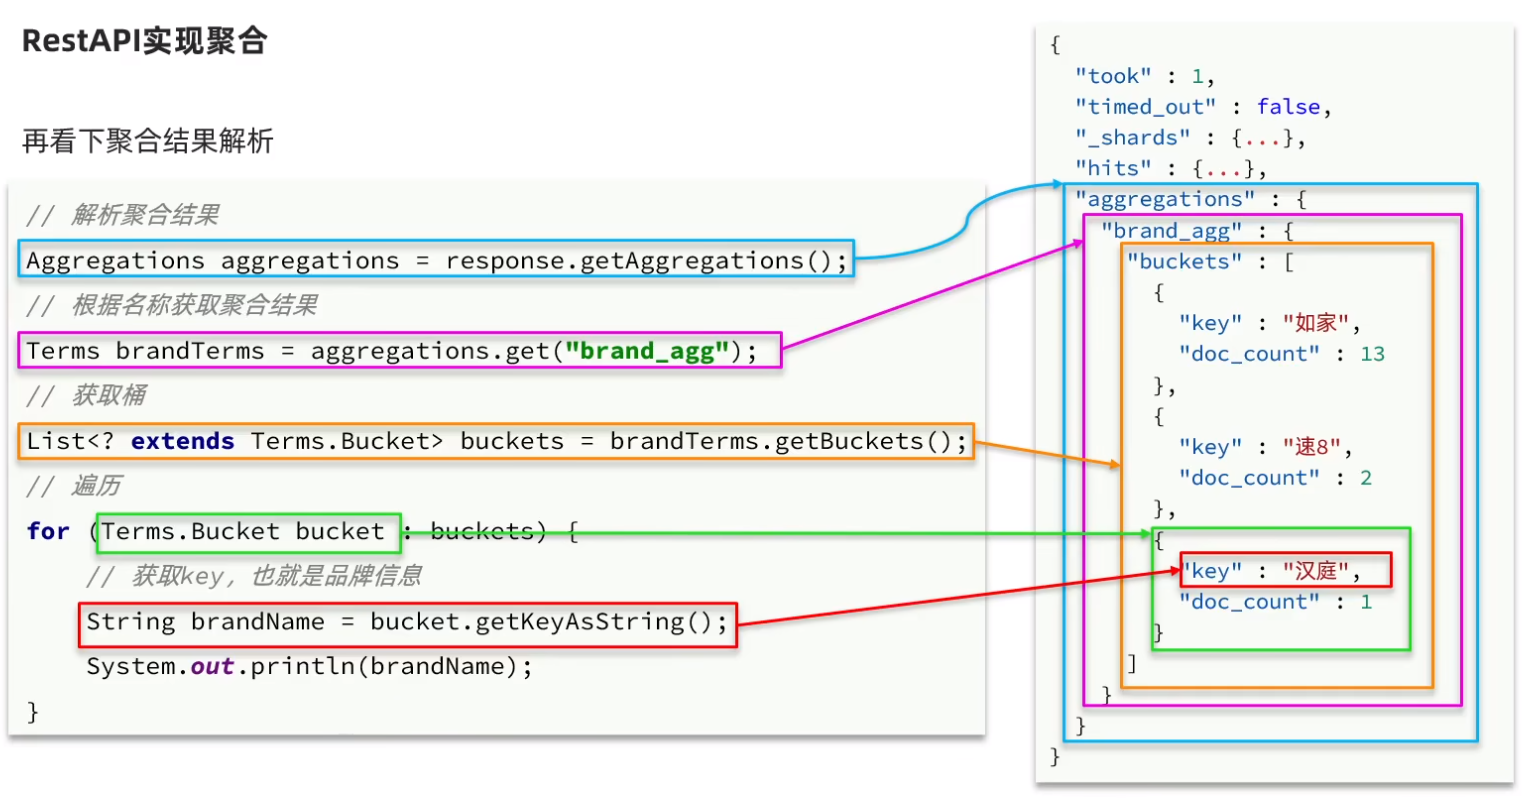 RestAPI实现聚合
再看下聚合结果解析
// 解析聚合结果
Aggregations aggregations = response.getAggregations();
// 根据名称获取聚合结果
Terms brandTerms = aggregations.get("brand_agg");
// 获取桶
List<? extends Terms.Bucket> buckets = brandTerms.getBuckets();
// 遍历
for (Terms.Bucket bucket : buckets) {
// 获取key，也就是品牌信息
String brandName = bucket.getKeyAsString();
System.out.println(brandName);
}
{
"took" : 1,
"timed_out" : false,
"_shards" : {...},
"hits" : {...},
"aggregations" : {
"brand_agg" : {
"buckets" : [
{
"key" : "如家",
"doc_count" : 13
},
{
"key" : "速8",
"doc_count" : 2
},
{
"key" : "汉庭",
"doc_count" : 1
}
]
}
}
}